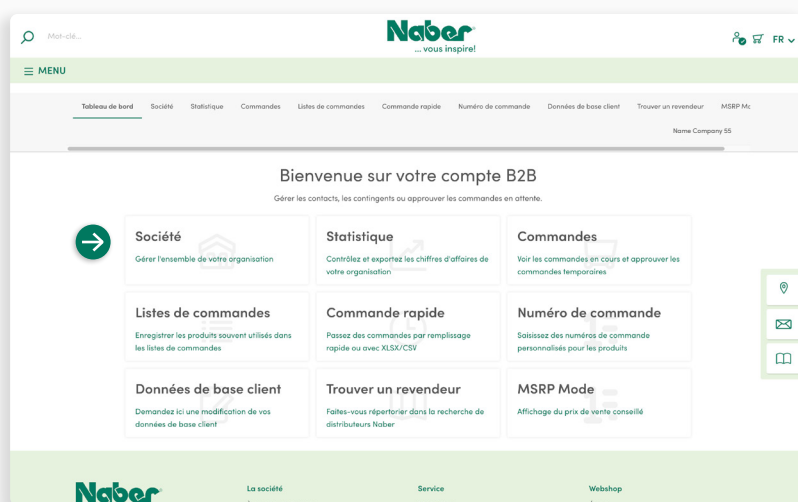 Mot-clé...
Naber
... vous inspire!
FR
MENU
Tableau de bord Société Statistique Commandes Listes de commandes Commande rapide Numéro de commande Données de base client Trouver un revendeur MSRP Mo
Name Company 55
Bienvenue sur votre compte B2B
Gérer les contacts, les contingents ou approuver les commandes en attente.
Société
Gérer l'ensemble de votre organisation
Statistique
Contrôlez et exportez les chiffres d'affaires de
votre organisation
Commandes
Voir les commandes en cours et approuver les
commandes temporaires
Listes de commandes
Enregistrer les produits souvent utilisés dans
les listes de commandes
Commande rapide
Passez des commandes par remplissage
rapide ou avec XLSX/CSV
Numéro de commande
Saisissez des numéros de commande
personnalisés pour les produits
Données de base client
Demandez ici une modification de vos
données de base client
Trouver un revendeur
Faites-vous répertorier dans la recherche de
distributeurs Naber
MSRP Mode
Affichage du prix de vente conseillé
Naber
La société
Service
Webshop